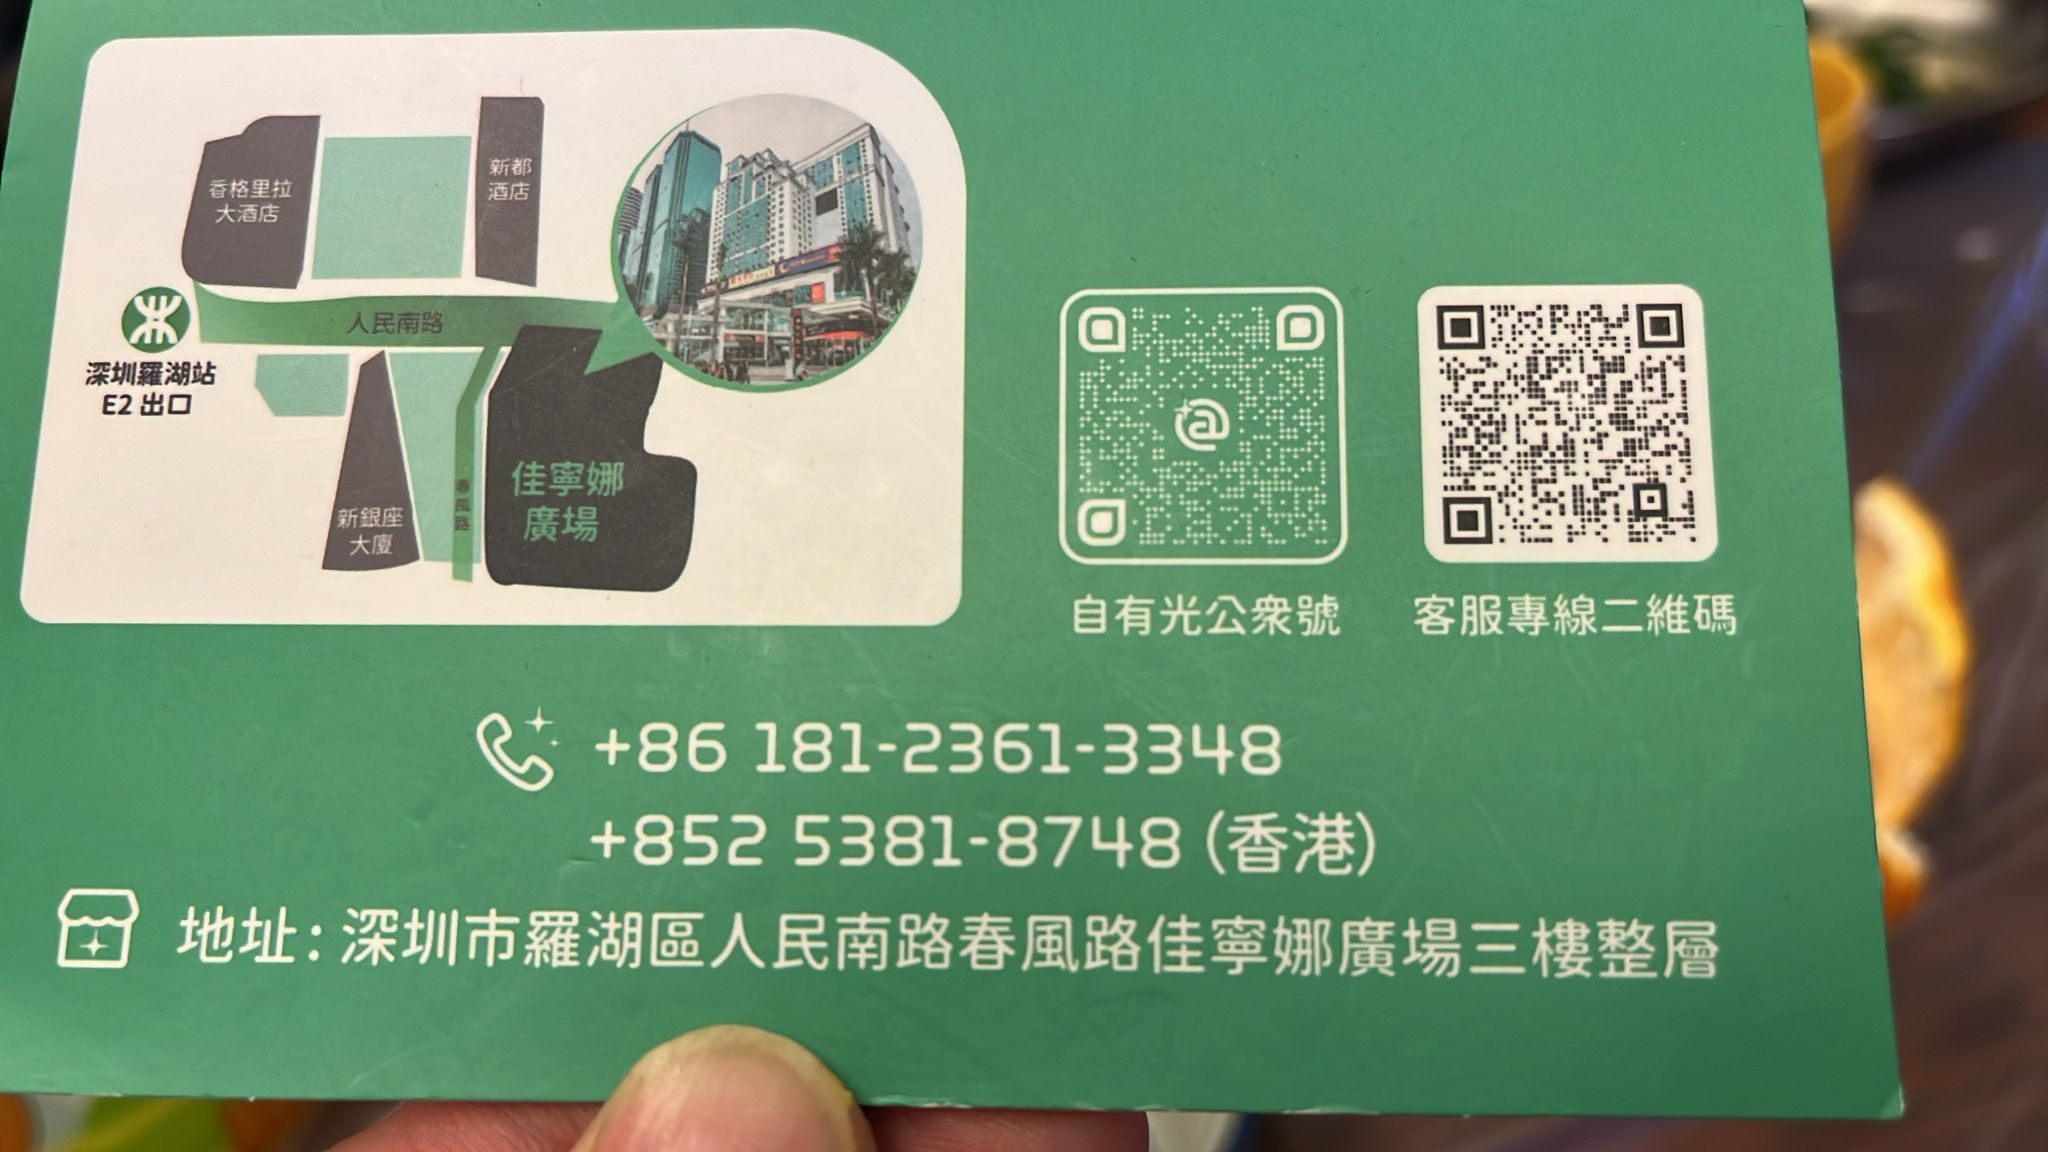 香格里拉
大酒店
新都
酒店
人民南路
深圳羅湖站
E2 出口
新銀座
大廈
春風路
佳寧娜
廣場
自有光公衆號
客服專線二維碼
+86 181-2361-3348
+852 5381-8748 (香港)
地址：深圳市羅湖區人民南路春風路佳寧娜廣場三樓整層